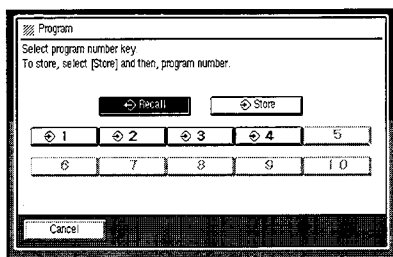 Program
Select program number key.
To store, select [Store] and then, program number.
Recall Store
1 2 3 4 5
6 7 8 9 10
Cancel